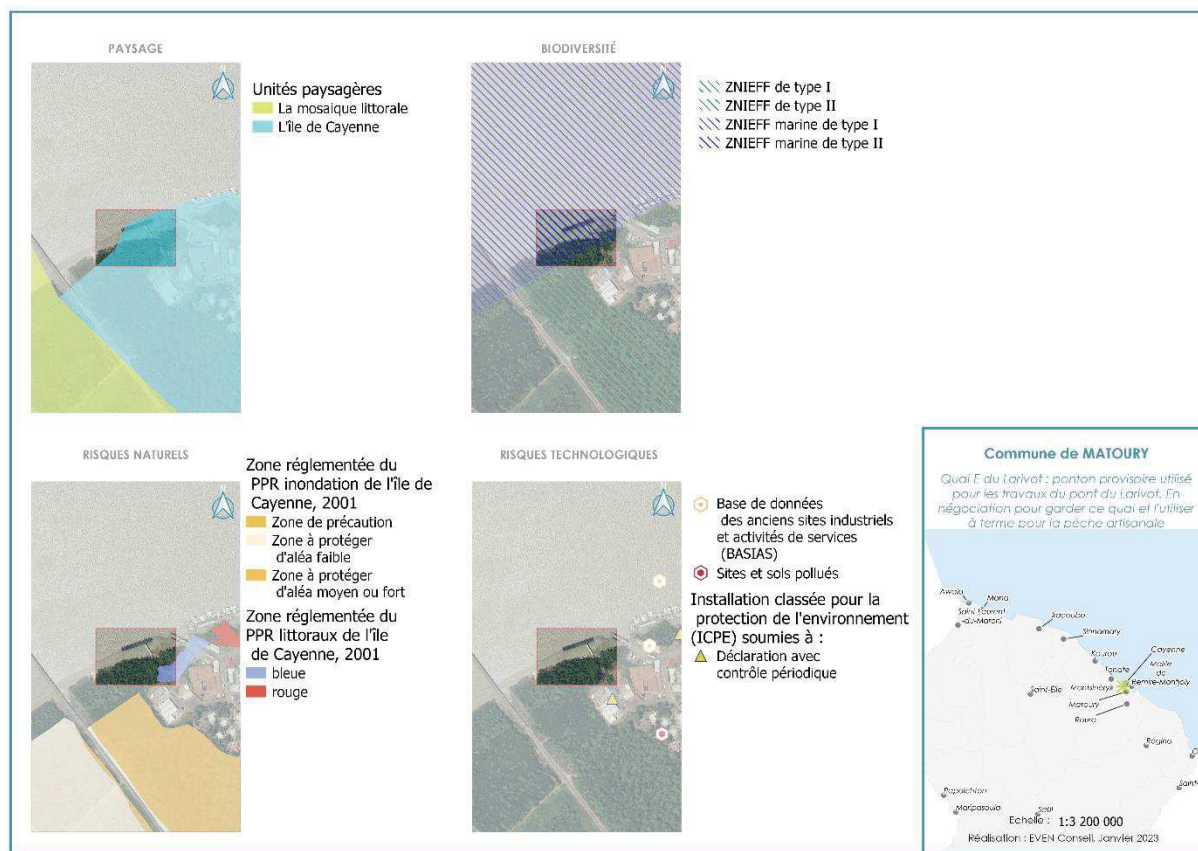 PAYSAGE
N
Unités paysagères
La mosaique littorale
L'île de Cayenne
BIODIVERSITÉ
N
ZNIEFF de type I
ZNIEFF de type II
ZNIEFF marine de type I
ZNIEFF marine de type II
RISQUES NATURELS
N
Zone réglementée du
PPR inondation de l'île de
Cayenne, 2001
Zone de précaution
Zone à protéger
d'aléa faible
Zone à protéger
d'aléa moyen ou fort
Zone réglementée du
PPR littoraux de l'île
de Cayenne, 2001
bleue
rouge
RISQUES TECHNOLOGIQUES
N
Base de données
des anciens sites industriels
et activités de services
(BASIAS)
Sites et sols pollués
Installation classée pour la
protection de l'environnement
(ICPE) soumies à :
Déclaration avec
contrôle périodique
Commune de MATOURY
Quai E du Larivot : ponton provisoire utilisé
pour les travaux du pont du Larivot. En
négociation pour garder ce quai et l'utiliser
à terme pour la pêche artisanale
Awala
Mana
Saint-Laurent
-du-Maroni
Iracoubo
Sinnamary
Kourou
Cayenne
Tonate
Mairie
de
Remire-Montjoly
Saint-Élie
Montsinéry
Matoury
Roura
Régina
Saint-
Papaichton
Maripasoula
Saül
Echelle : 1:3 200 000
Réalisation : EVEN Conseil, Janvier 2023